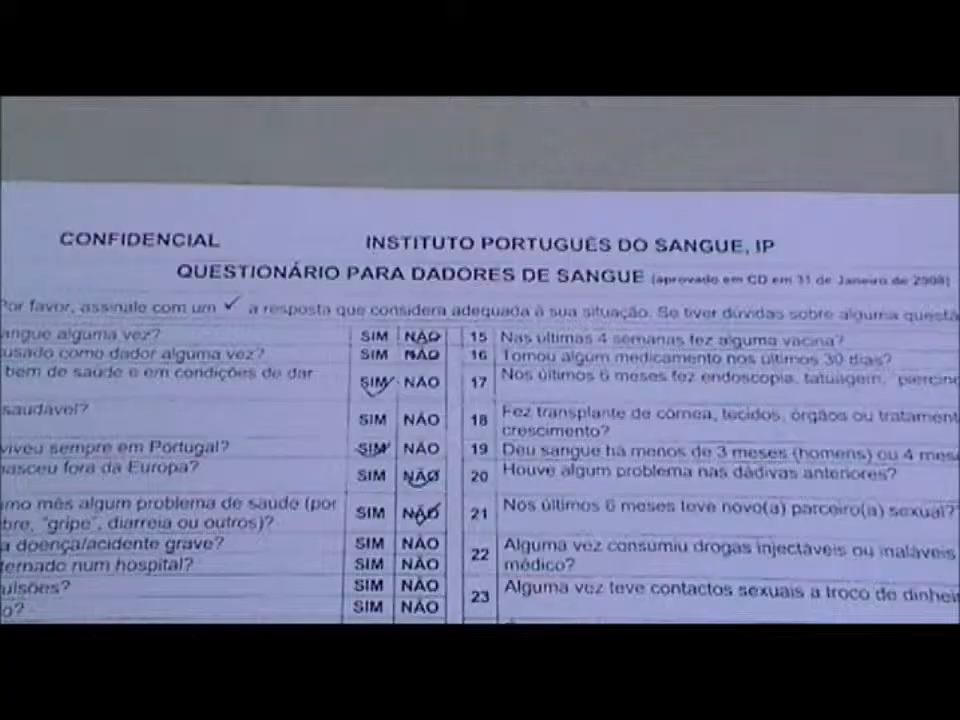 CONFIDENCIAL INSTITUTO PORTUGUÊS DO SANGUE, IP
QUESTIONÁRIO PARA DADORES DE SANGUE (aprovado em CD em 31 de Janeiro de 2008)
Por favor, assinale com um ✓ a resposta que considera adequada à sua situação. Se tiver dúvidas sobre alguma questã
angue alguma vez? SIM NÃO
usado como dador alguma vez? SIM NÃO
bem de saúde e em condições de dar SIM NÃO
saudável? SIM NÃO
viveu sempre em Portugal? SIM NÃO
nasceu fora da Europa? SIM NÃO
imo mês algum problema de saúde (por
bre, "gripe", diarreia ou outros)? SIM NÃO
a doença/acidente grave? SIM NÃO
ternado num hospital? SIM NÃO
ulsões? SIM NÃO
o? SIM NÃO
15 Nas últimas 4 semanas fez alguma vacina?
16 Tomou algum medicamento nos últimos 30 dias?
17 Nos últimos 6 meses fez endoscopia, tatuagem, piercing
18 Fez transplante de córnea, tecidos, órgãos ou tratament
crescimento?
19 Deu sangue há menos de 3 meses (homens) ou 4 mese
20 Houve algum problema nas dádivas anteriores?
21 Nos últimos 6 meses teve novo(a) parceiro(a) sexual?
22 Alguma vez consumiu drogas injectáveis ou inaláveis
médico?
23 Alguma vez teve contactos sexuais a troco de dinhei